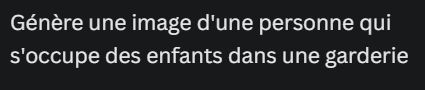 Génère une image d'une personne qui
s'occupe des enfants dans une garderie